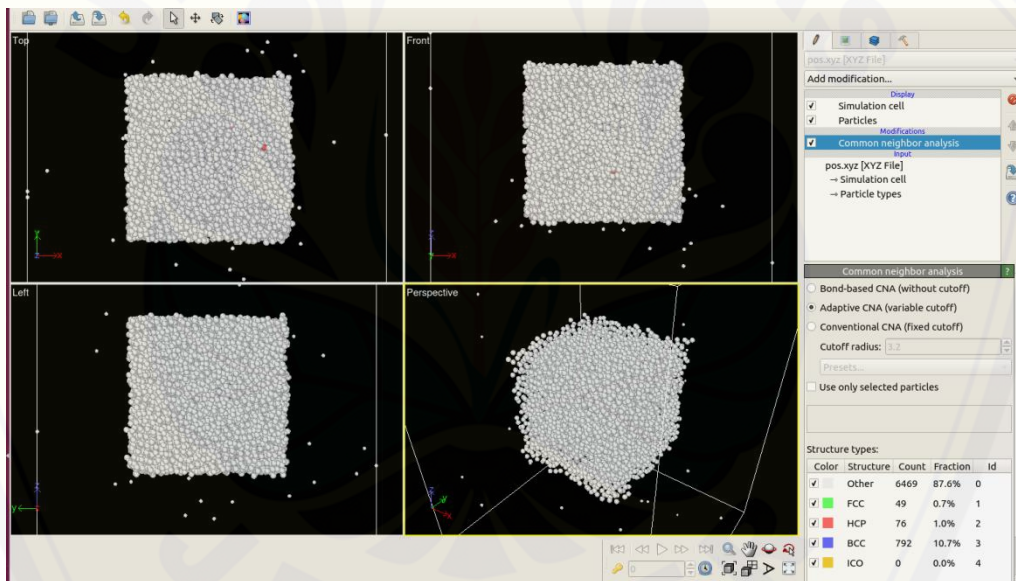 Top
Front
Left
Perspective
y
x
z
x
y
z
y
x
0
pos.xyz [XYZ File]
Add modification...
Display
Simulation cell
Particles
Modifications
Common neighbor analysis
Input
pos.xyz [XYZ File]
→ Simulation cell
→ Particle types
Common neighbor analysis ?
Bond-based CNA (without cutoff)
Adaptive CNA (variable cutoff)
Conventional CNA (fixed cutoff)
Cutoff radius: 3.2
Presets...
Use only selected particles
Structure types:
Color Structure Count Fraction Id
Other 6469 87.6% 0
FCC 49 0.7% 1
HCP 76 1.0% 2
BCC 792 10.7% 3
ICO 0 0.0% 4